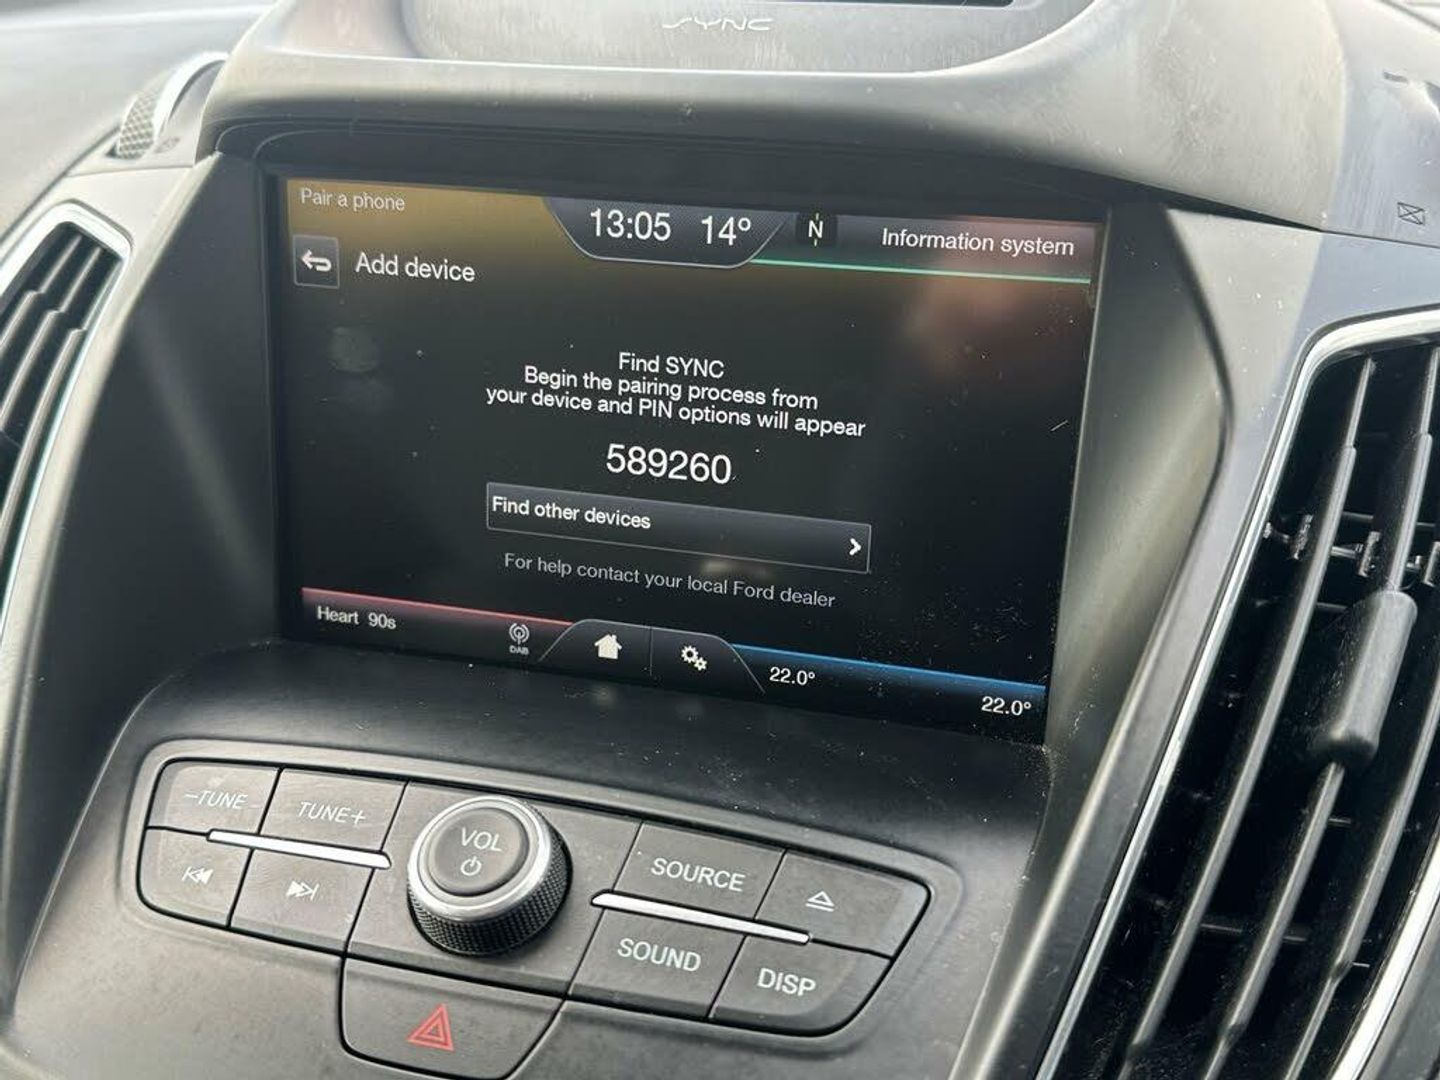 SYNC
Pair a phone
13:05 14°
N
Information system
Add device
Find SYNC
Begin the pairing process from
your device and PIN options will appear
589260
Find other devices
For help contact your local Ford dealer
Heart 90s
DAB
22.0°
22.0°
–TUNE
TUNE+
VOL
SOURCE
SOUND
DISP